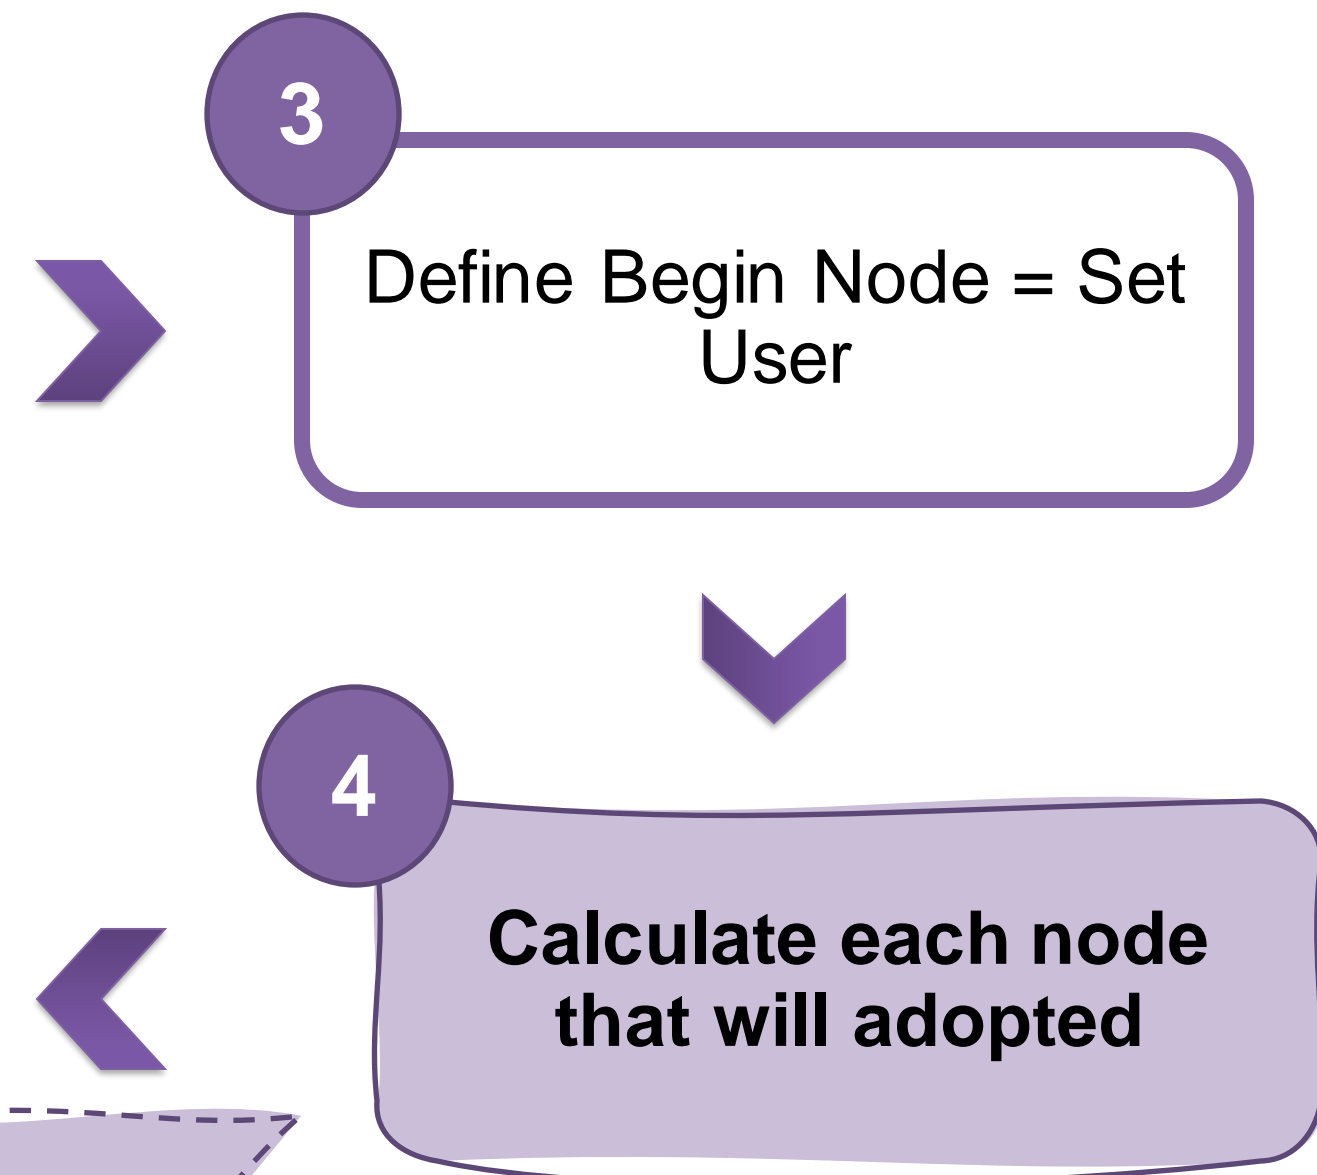 3
Define Begin Node = Set
User
4
Calculate each node
that will adopted